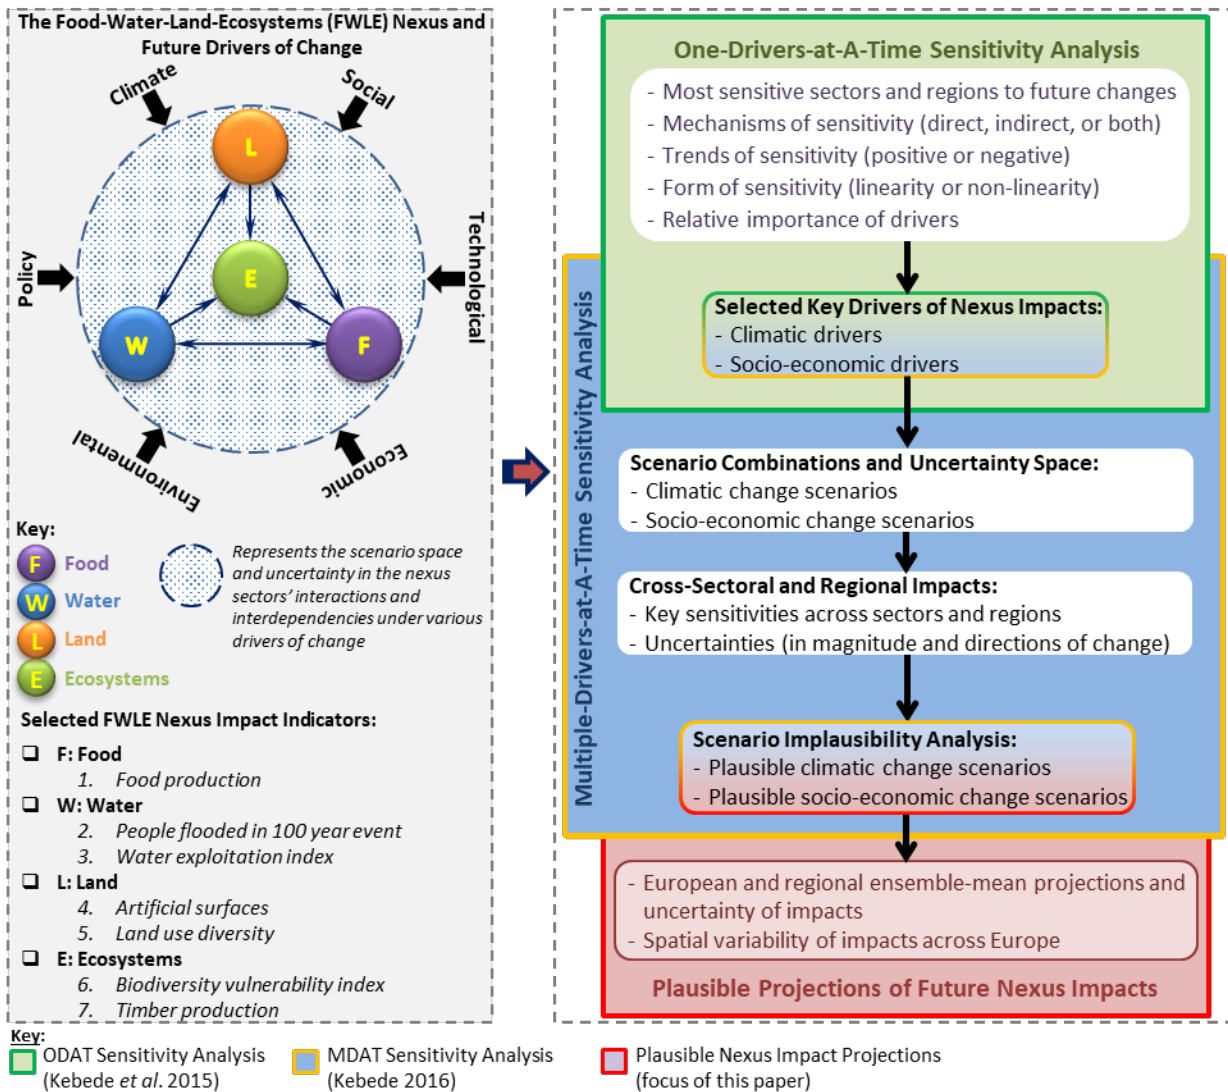 The Food-Water-Land-Ecosystems (FWLE) Nexus and
Future Drivers of Change
Climate
Social
Policy
Technological
Environmental
Economic
L
E
W
F
Key:
F Food
W Water
L Land
E Ecosystems
Represents the scenario space
and uncertainty in the nexus
sectors' interactions and
interdependencies under various
drivers of change
Selected FWLE Nexus Impact Indicators:
F: Food
1. Food production
W: Water
2. People flooded in 100 year event
3. Water exploitation index
L: Land
4. Artificial surfaces
5. Land use diversity
E: Ecosystems
6. Biodiversity vulnerability index
7. Timber production
One-Drivers-at-A-Time Sensitivity Analysis
- Most sensitive sectors and regions to future changes
- Mechanisms of sensitivity (direct, indirect, or both)
- Trends of sensitivity (positive or negative)
- Form of sensitivity (linearity or non-linearity)
- Relative importance of drivers
Multiple-Drivers-at-A-Time Sensitivity Analysis
Selected Key Drivers of Nexus Impacts:
- Climatic drivers
- Socio-economic drivers
Scenario Combinations and Uncertainty Space:
- Climatic change scenarios
- Socio-economic change scenarios
Cross-Sectoral and Regional Impacts:
- Key sensitivities across sectors and regions
- Uncertainties (in magnitude and directions of change)
Scenario Implausibility Analysis:
- Plausible climatic change scenarios
- Plausible socio-economic change scenarios
- European and regional ensemble-mean projections and
uncertainty of impacts
- Spatial variability of impacts across Europe
Plausible Projections of Future Nexus Impacts
Key:
ODAT Sensitivity Analysis
(Kebede et al. 2015)
MDAT Sensitivity Analysis
(Kebede 2016)
Plausible Nexus Impact Projections
(focus of this paper)